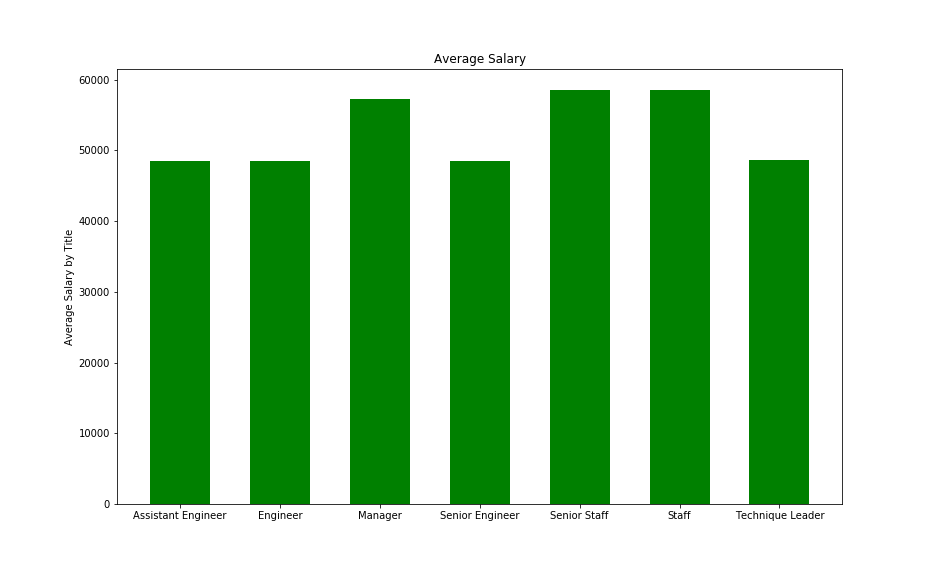 Average Salary
60000
50000
40000
30000
20000
10000
0
Average Salary by Title
Assistant Engineer Engineer Manager Senior Engineer Senior Staff Staff Technique Leader